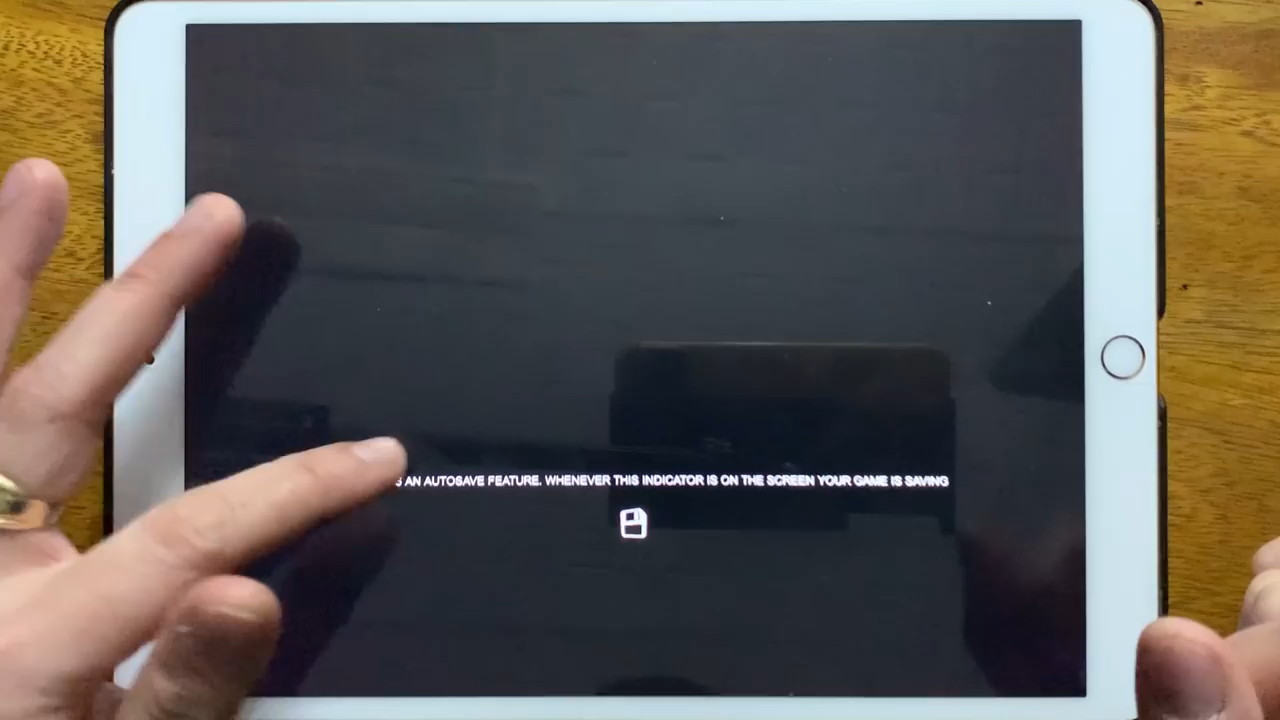 AN AUTOSAVE FEATURE. WHENEVER THIS INDICATOR IS ON THE SCREEN YOUR GAME IS SAVING